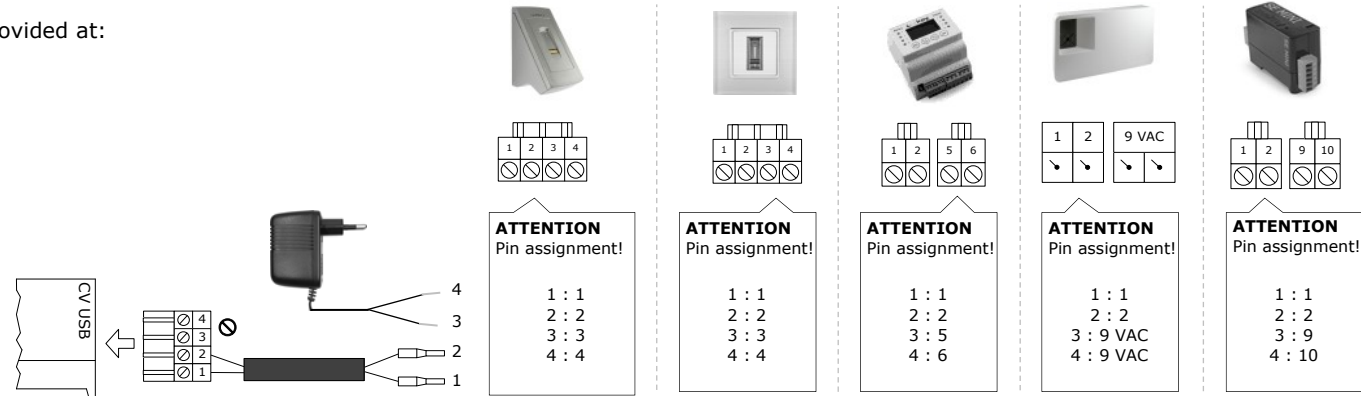 ovided at:
1 2 3 4
1 2 3 4
1 2 5 6
1 2 9 VAC
1 2 9 10
ATTENTION
Pin assignment!
1 : 1
2 : 2
3 : 3
4 : 4
ATTENTION
Pin assignment!
1 : 1
2 : 2
3 : 3
4 : 4
ATTENTION
Pin assignment!
1 : 1
2 : 2
3 : 5
4 : 6
ATTENTION
Pin assignment!
1 : 1
2 : 2
3 : 9 VAC
4 : 9 VAC
ATTENTION
Pin assignment!
1 : 1
2 : 2
3 : 9
4 : 10
CV USB
4
3
2
1
4
3
2
1